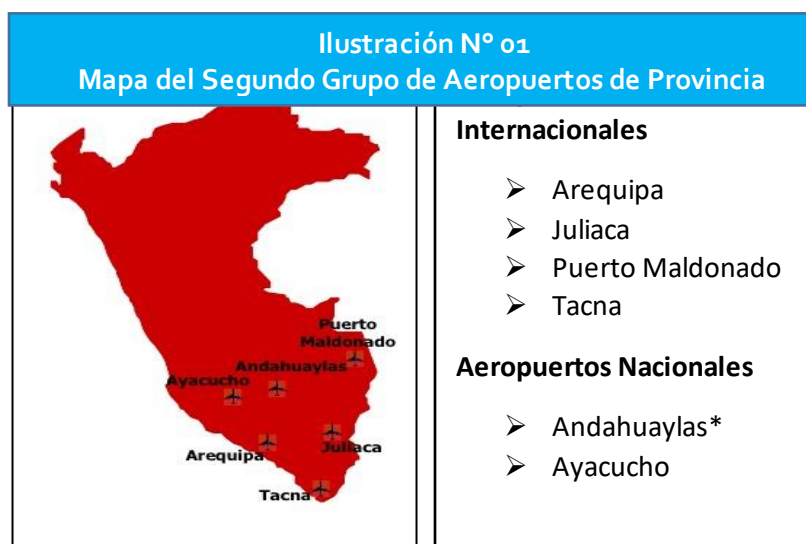 Ilustración N° 01
Mapa del Segundo Grupo de Aeropuertos de Provincia
Puerto
Maldonado
Andahuaylas
Ayacucho
Arequipa
Juliaca
Tacna
Internacionales
➢ Arequipa
➢ Juliaca
➢ Puerto Maldonado
➢ Tacna
Aeropuertos Nacionales
➢ Andahuaylas*
➢ Ayacucho